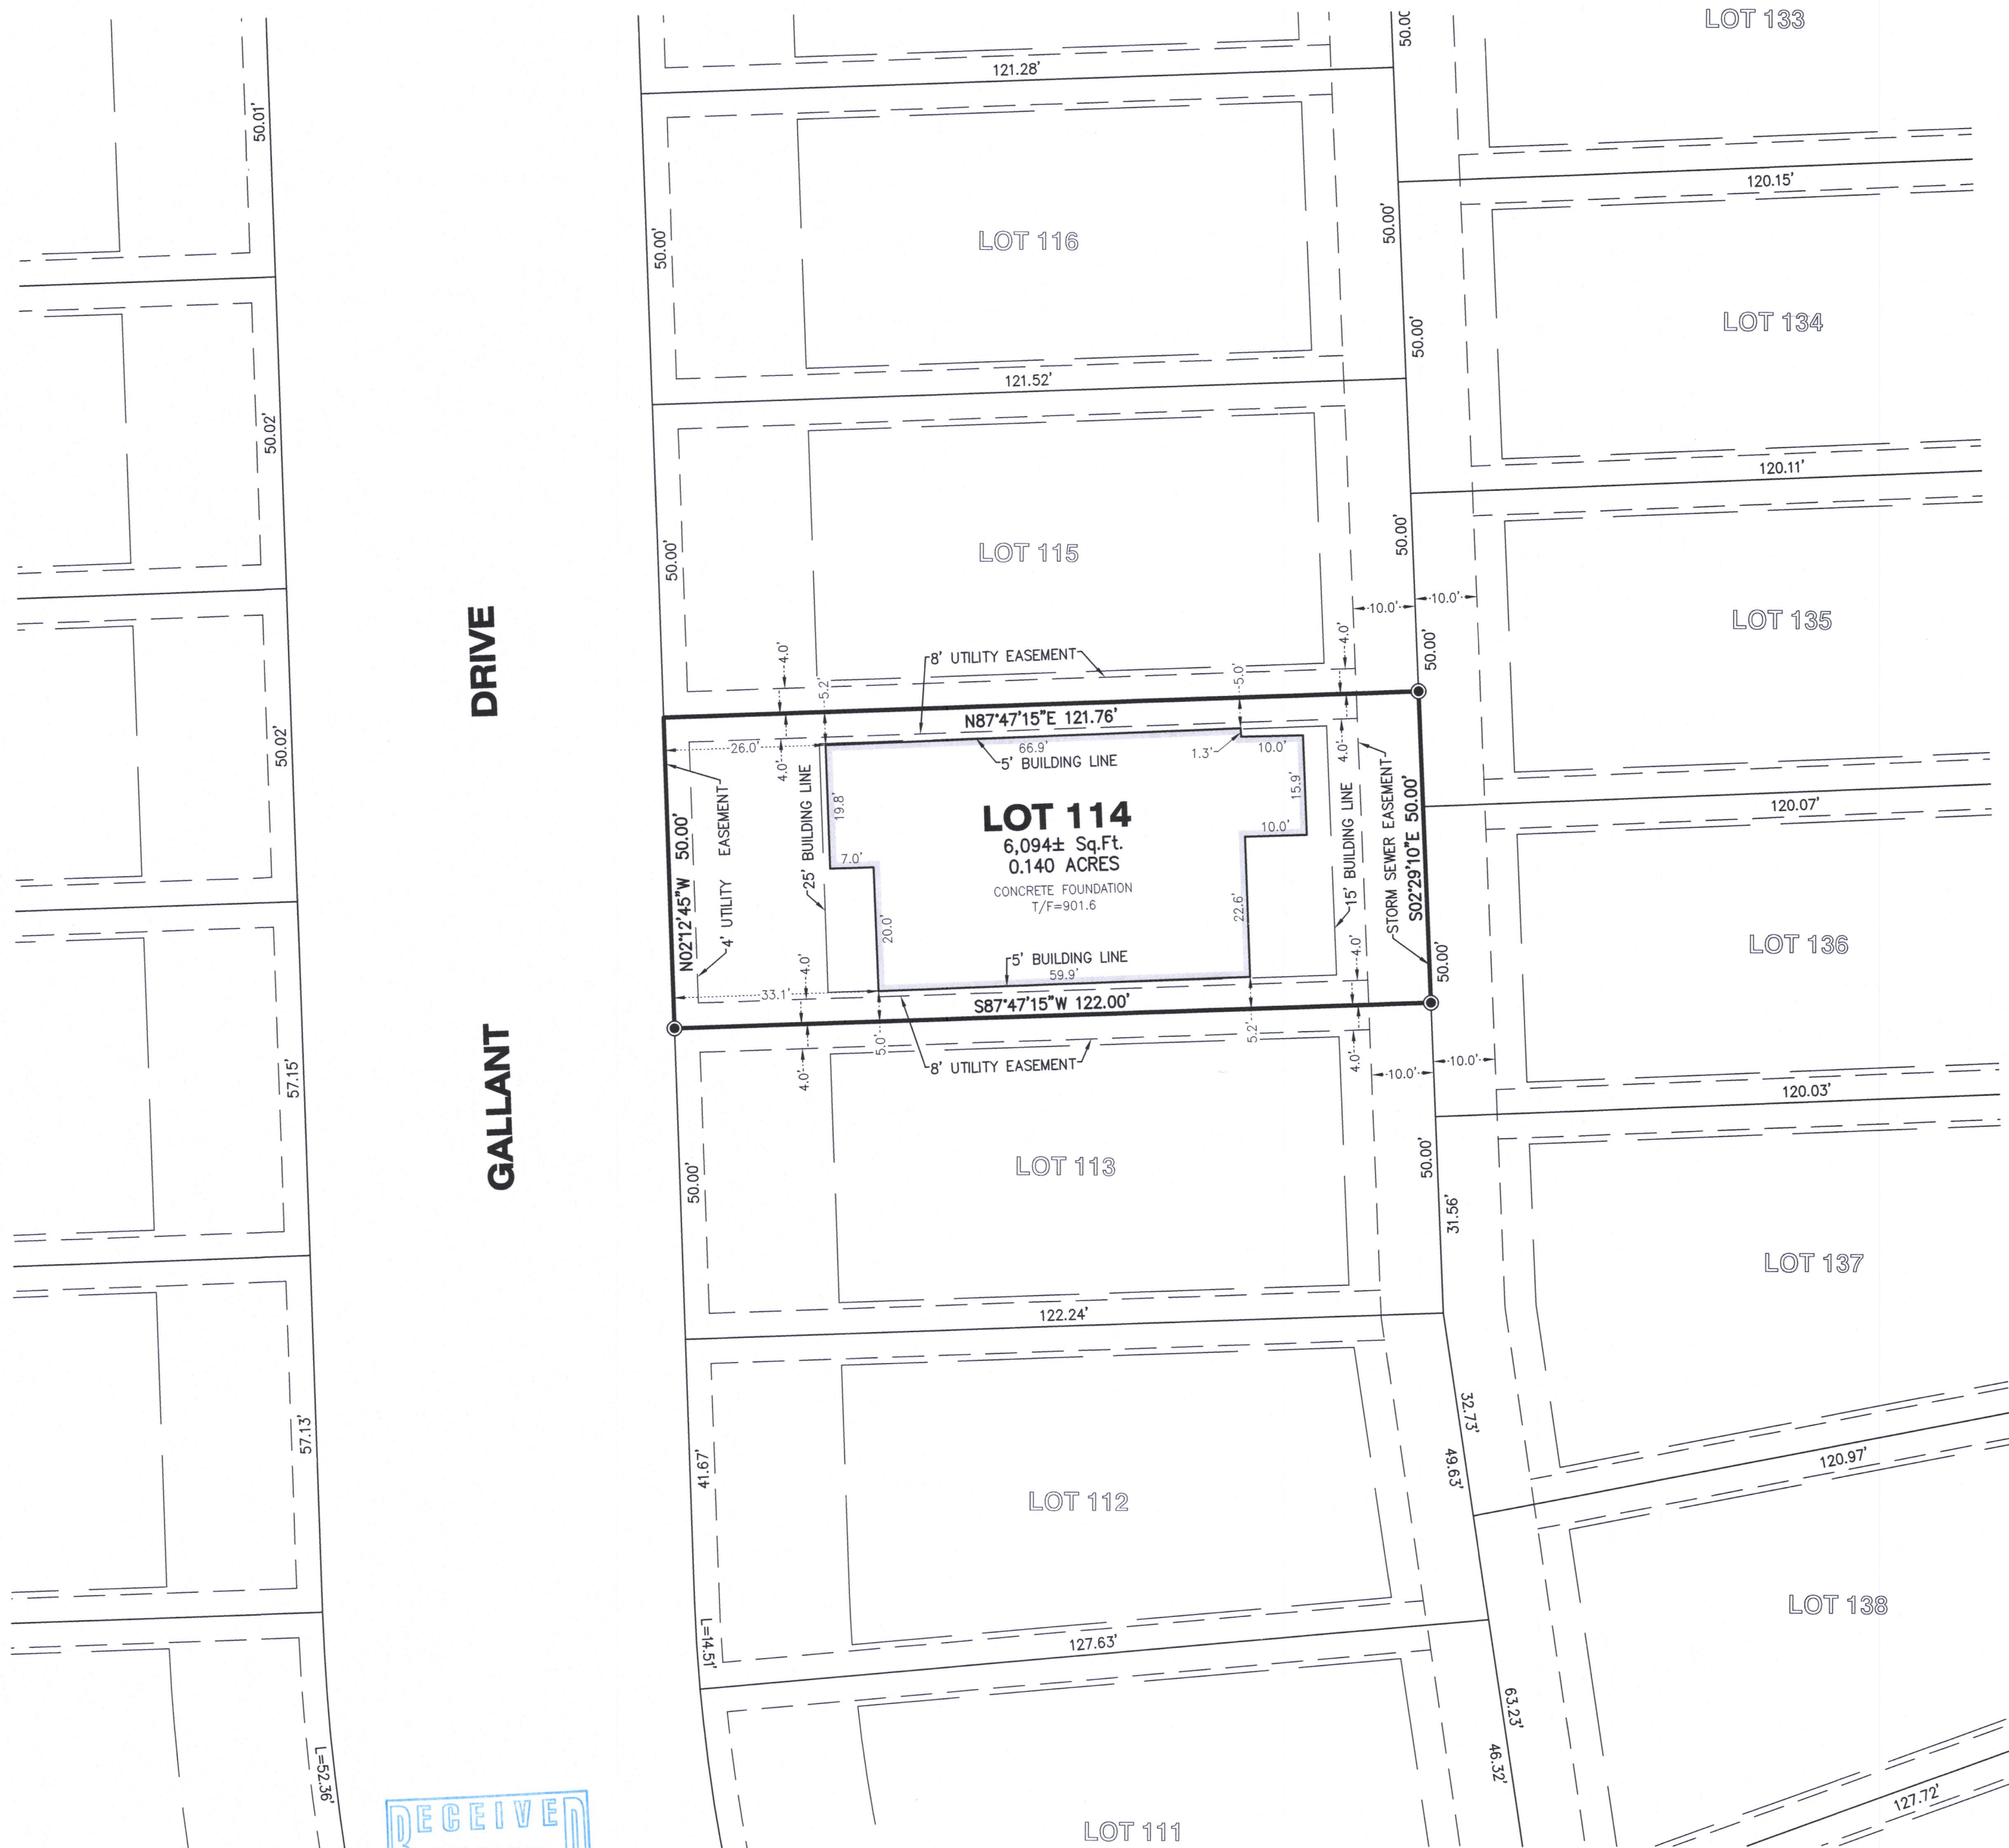 LOT 133
50.01'
121.28'
120.15'
50.00'
LOT 116
50.00'
LOT 134
50.00'
121.52'
50.02'
120.11'
50.00'
LOT 115
50.00'
LOT 135
-10.0'-
-10.0'-
50.00'
DRIVE
8' UTILITY EASEMENT
4.0'
4.0'
5.2'
5.0'
N87°47'15"E 121.76'
50.02'
26.0'
4.0'
66.9'
5' BUILDING LINE
1.3'
10.0'
4.0'
15.9'
19.8'
25' BUILDING LINE
LOT 114
6,094± Sq.Ft.
0.140 ACRES
CONCRETE FOUNDATION
T/F=901.6
10.0'
15' BUILDING LINE
STORM SEWER EASEMENT
S02°29'10"E 50.00'
120.07'
N02°12'45"W 50.00'
4' UTILITY EASEMENT
7.0'
20.0'
22.6'
LOT 136
5' BUILDING LINE
59.9'
4.0'
4.0'
50.00'
33.1'
S87°47'15"W 122.00'
5.0'
5.2'
8' UTILITY EASEMENT
4.0'
4.0'
-10.0'-
-10.0'-
57.15'
GALLANT
120.03'
50.00'
LOT 113
50.00'
31.56'
LOT 137
122.24'
57.13'
41.67'
32.73'
49.63'
120.97'
LOT 112
LOT 138
L=14.51'
127.63'
63.23'
46.32'
L=52.36'
127.72'
RECEIVED
LOT 111